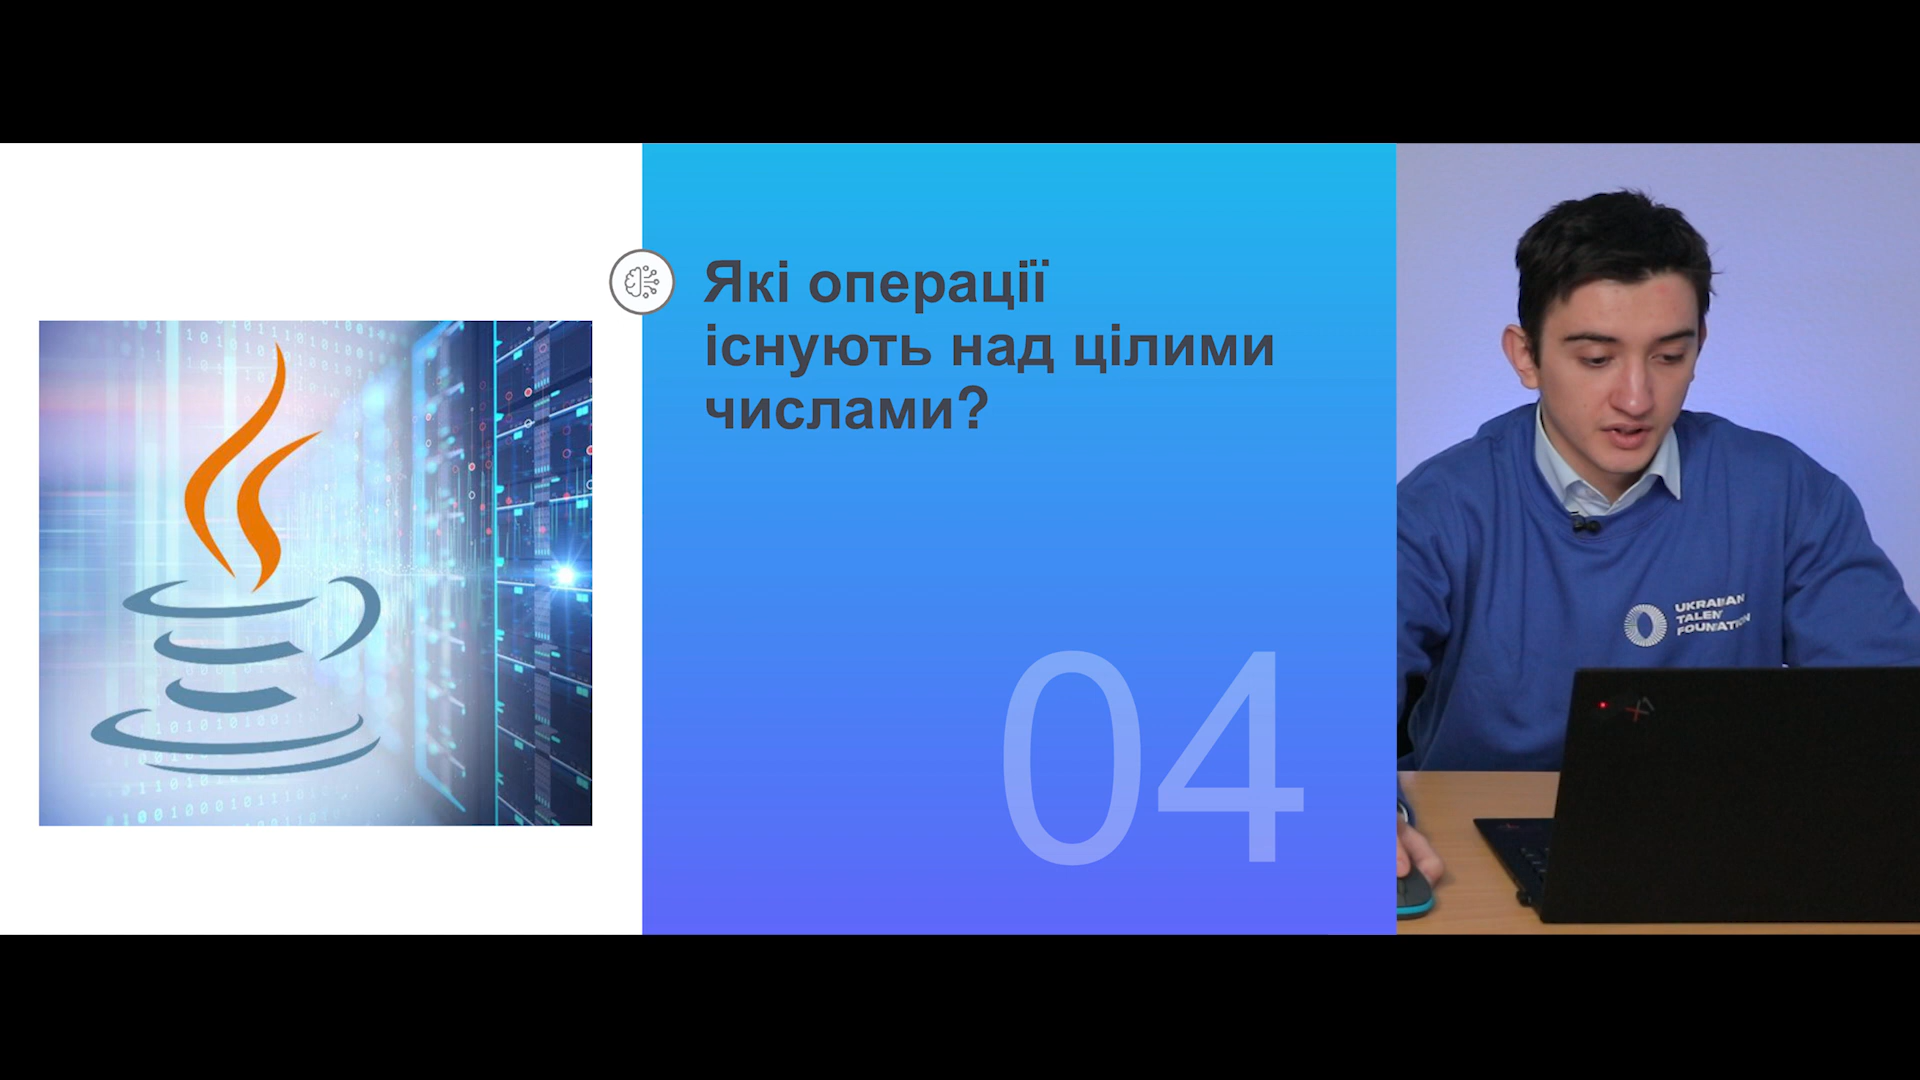 Які операції
існують над цілими
числами?
04
UKRAINIAN
TALENT
FOUNDATION